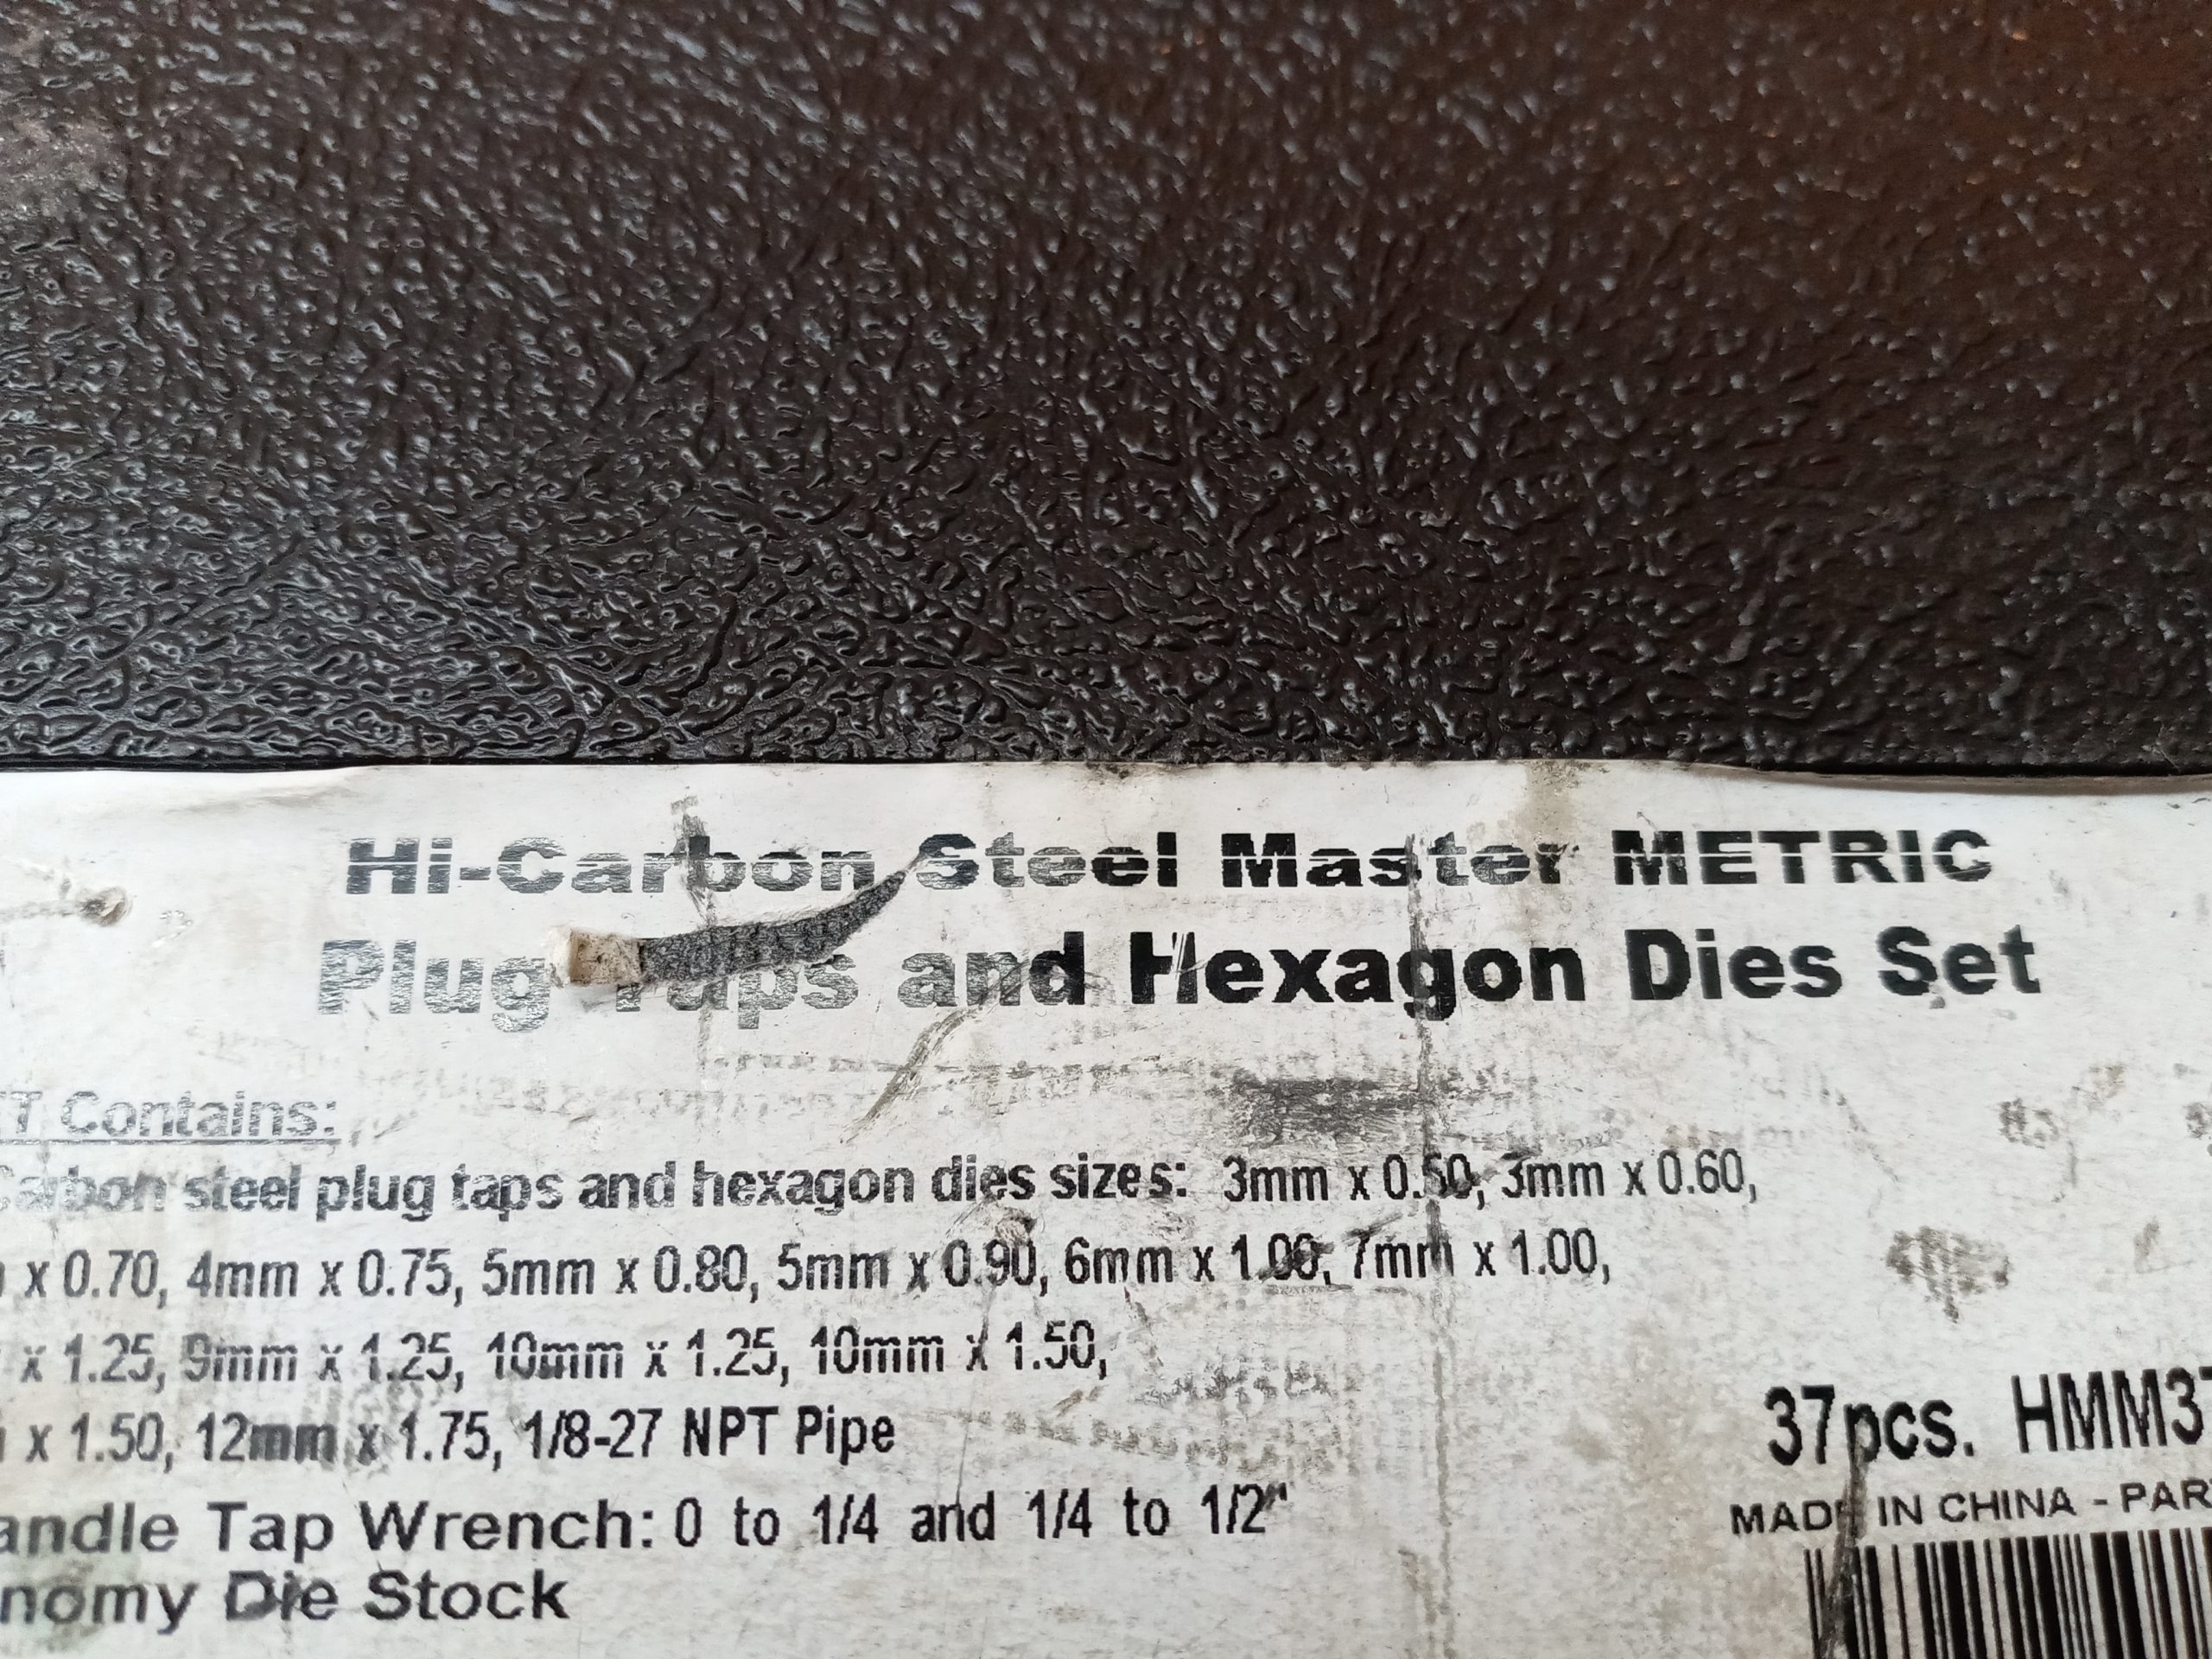 Hi-Carbon Steel Master METRIC
Plug Taps and Hexagon Dies Set
Contains:
Carbon steel plug taps and hexagon dies sizes: 3mm x 0.50, 3mm x 0.60,
x 0.70, 4mm x 0.75, 5mm x 0.80, 5mm x 0.90, 6mm x 1.00, 7mm x 1.00,
x 1.25, 9mm x 1.25, 10mm x 1.25, 10mm x 1.50,
x 1.50, 12mm x 1.75, 1/8-27 NPT Pipe
37pcs. HMM37
MADE IN CHINA - PAR
andle Tap Wrench: 0 to 1/4 and 1/4 to 1/2"
nomy Die Stock